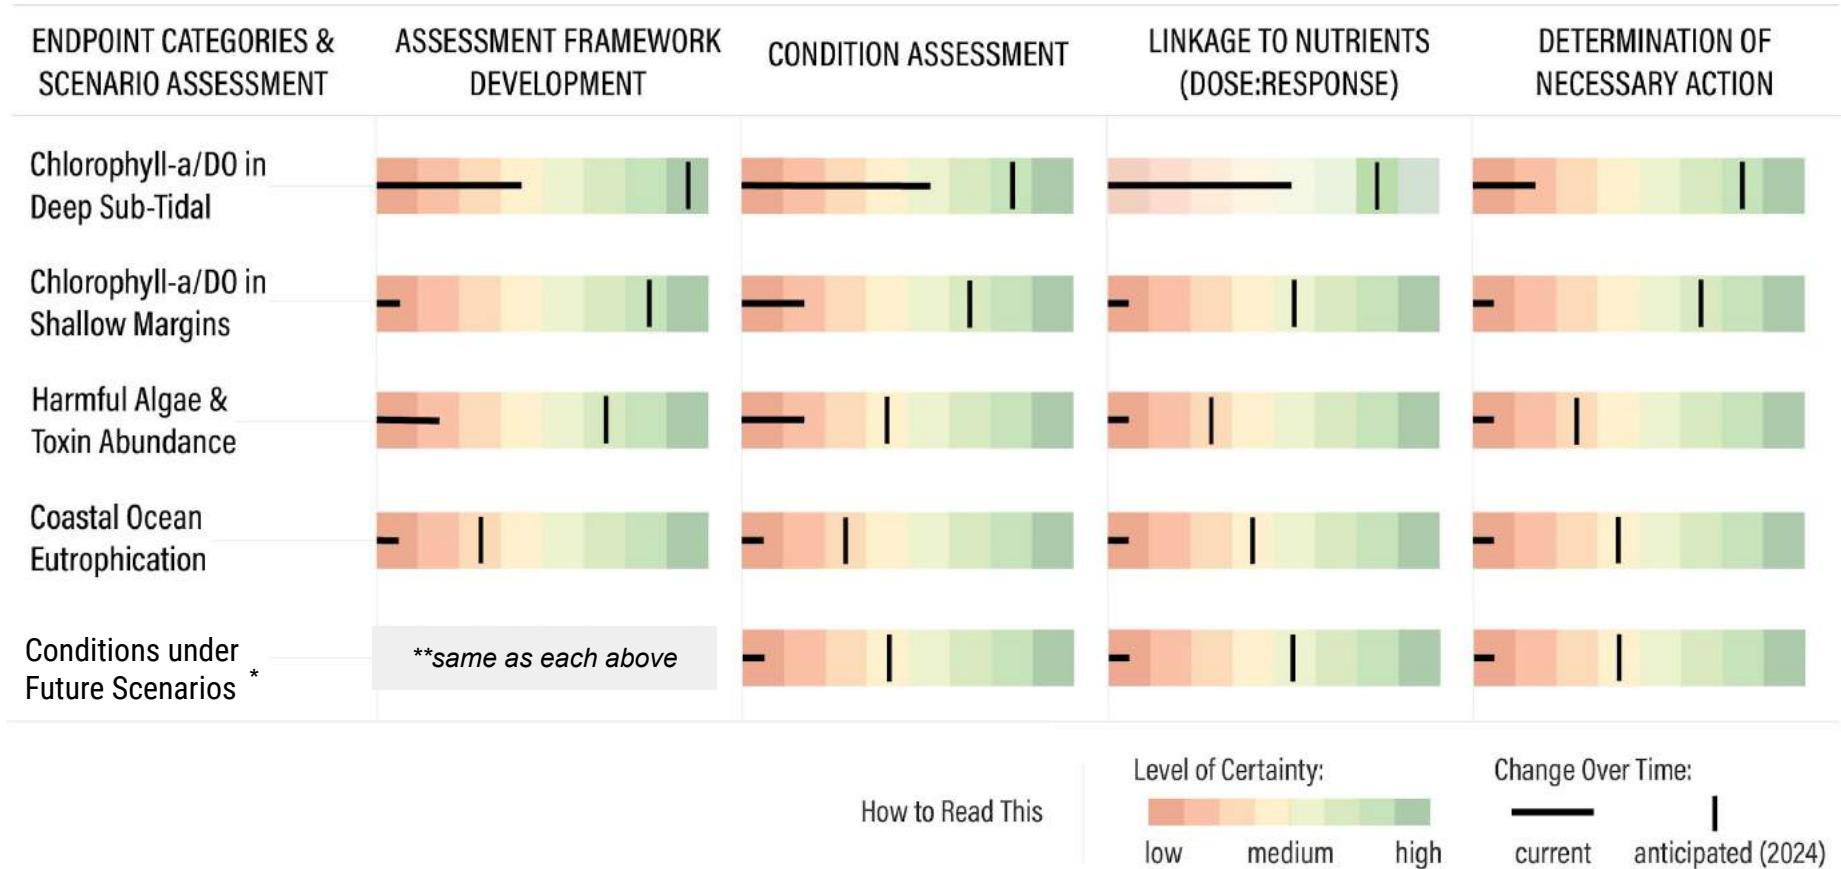 ENDPOINT CATEGORIES &
SCENARIO ASSESSMENT
ASSESSMENT FRAMEWORK
DEVELOPMENT
CONDITION ASSESSMENT
LINKAGE TO NUTRIENTS
(DOSE:RESPONSE)
DETERMINATION OF
NECESSARY ACTION
Chlorophyll-a/DO in
Deep Sub-Tidal
Chlorophyll-a/DO in
Shallow Margins
Harmful Algae &
Toxin Abundance
Coastal Ocean
Eutrophication
Conditions under
Future Scenarios *
**same as each above
How to Read This
Level of Certainty:
low medium high
Change Over Time:
current anticipated (2024)